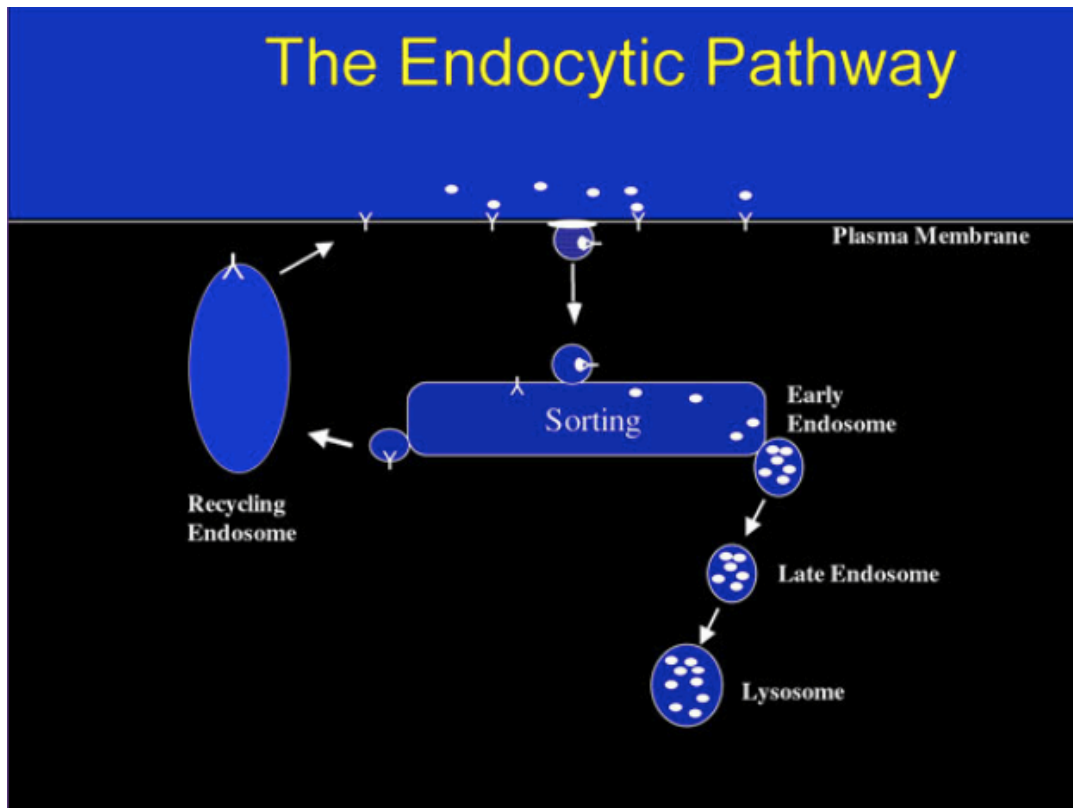 The Endocytic Pathway
Plasma Membrane
Early
Endosome
Sorting
Recycling
Endosome
Late Endosome
Lysosome